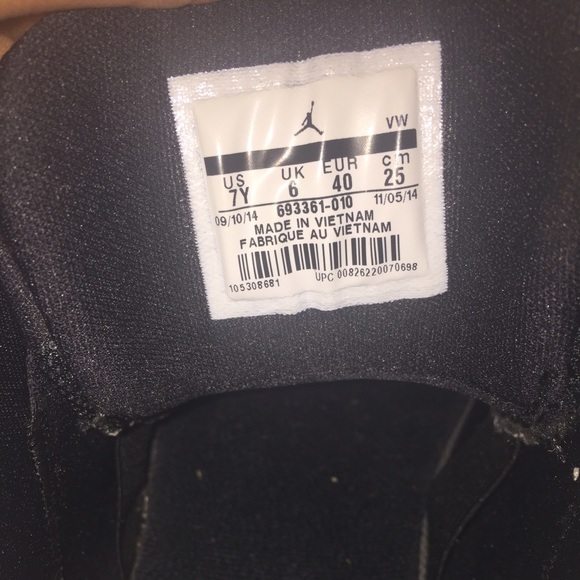 VW
US UK EUR cm
7Y 6 40 25
09/10/14 693361-010 11/05/14
MADE IN VIETNAM
FABRIQUE AU VIETNAM
105308681 UPC 00826220070698